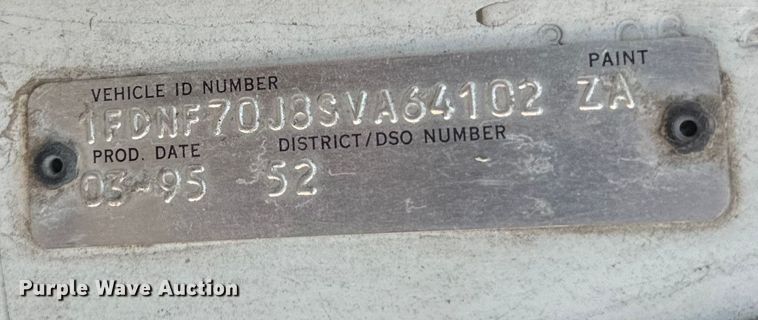 PAINT
VEHICLE ID NUMBER
1FDNF70J8SVA64102 ZA
PROD. DATE DISTRICT/DSO NUMBER
03-95 52
Purple Wave Auction